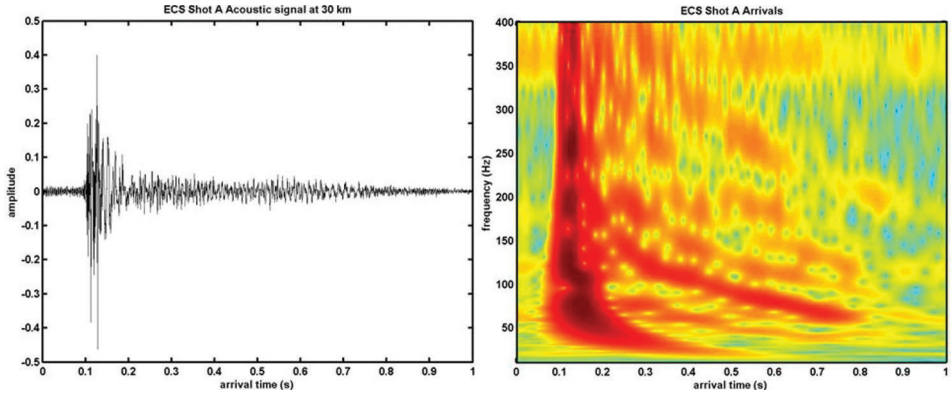 ECS Shot A Acoustic signal at 30 km
0.5
0.4
0.3
0.2
0.1
0
-0.1
-0.2
-0.3
-0.4
-0.5
amplitude
0 0.1 0.2 0.3 0.4 0.5 0.6 0.7 0.8 0.9 1
arrival time (s)
ECS Shot A Arrivals
400
350
300
250
200
150
100
50
frequency (Hz)
0 0.1 0.2 0.3 0.4 0.5 0.6 0.7 0.8 0.9 1
arrival time (s)